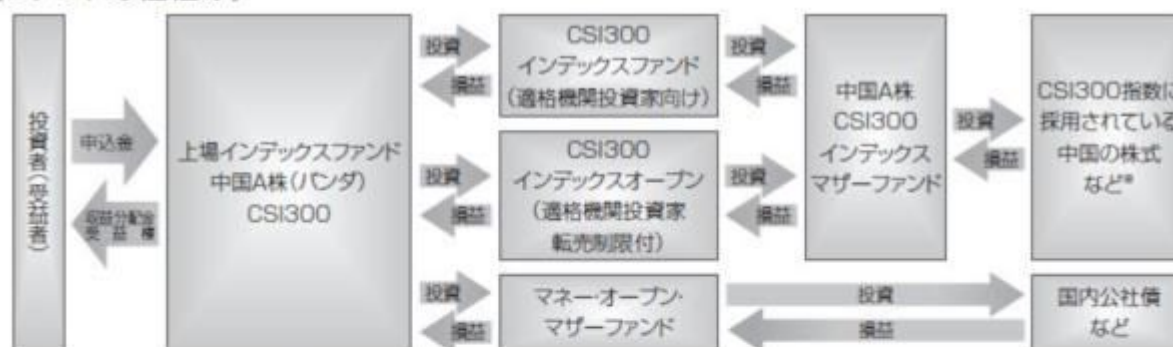 投資者(受益者)
申込金
収益分配金
受益権
上場インデックスファンド
中国A株(パンダ)
CSI300
投資
損益
CSI300
インデックスファンド
(適格機関投資家向け)
投資
損益
投資
損益
CSI300
インデックスオープン
(適格機関投資家
転売制限付)
投資
損益
中国A株
CSI300
インデックス
マザーファンド
投資
損益
CSI300指数に
採用されている
中国の株式
など※
投資
損益
マネー・オープン・
マザーファンド
投資
損益
国内公社債
など